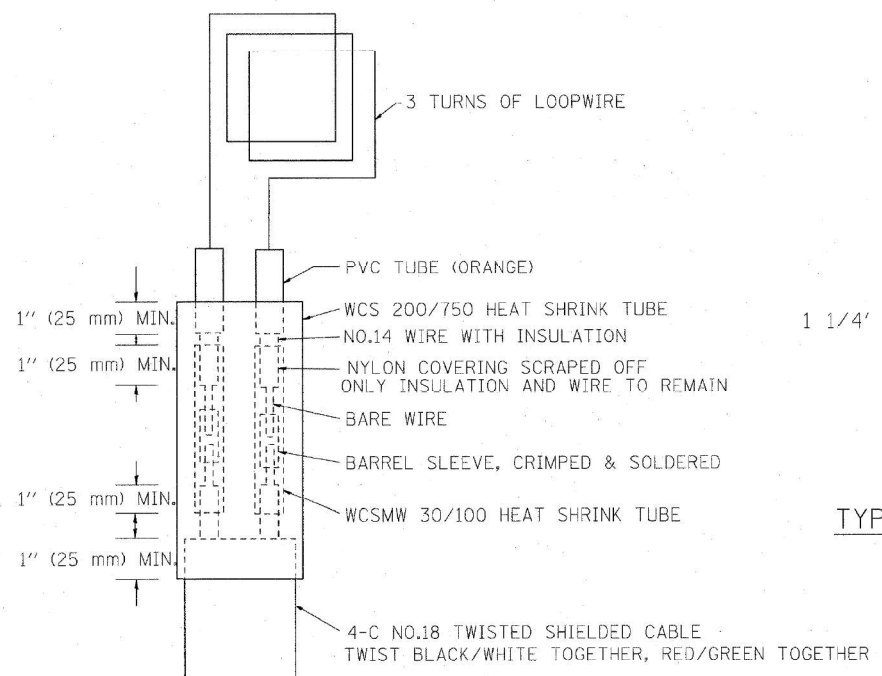 3 TURNS OF LOOPWIRE
PVC TUBE (ORANGE)
1" (25 mm) MIN.
WCS 200/750 HEAT SHRINK TUBE
1 1/4'
NO.14 WIRE WITH INSULATION
1" (25 mm) MIN.
NYLON COVERING SCRAPED OFF
ONLY INSULATION AND WIRE TO REMAIN
BARE WIRE
BARREL SLEEVE, CRIMPED & SOLDERED
1" (25 mm) MIN.
WCSMW 30/100 HEAT SHRINK TUBE
TYP
1" (25 mm) MIN.
4-C NO.18 TWISTED SHIELDED CABLE
TWIST BLACK/WHITE TOGETHER, RED/GREEN TOGETHER